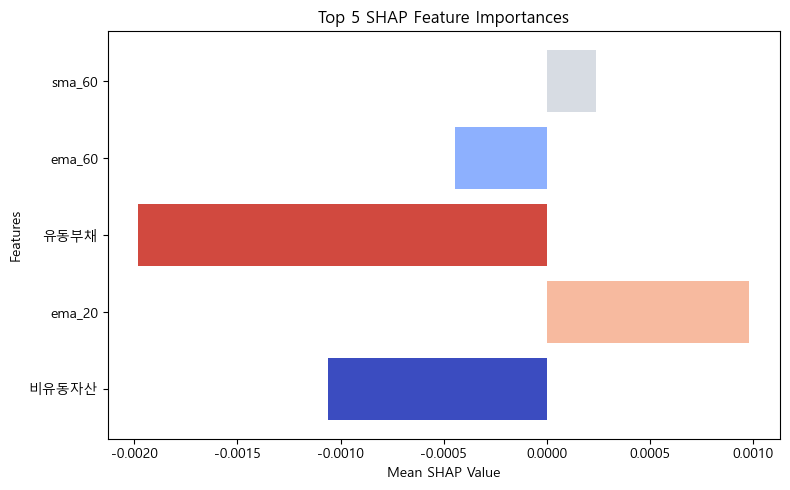 Top 5 SHAP Feature Importances
Features
sma_60
ema_60
유동부채
ema_20
비유동자산
-0.0020 -0.0015 -0.0010 -0.0005 0.0000 0.0005 0.0010
Mean SHAP Value